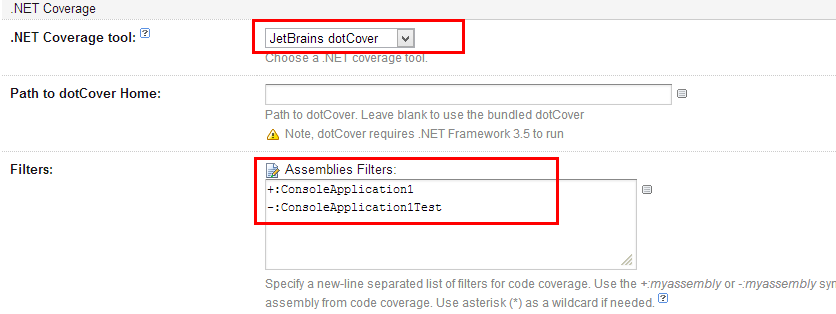 .NET Coverage
.NET Coverage tool: ?
JetBrains dotCover
Choose a .NET coverage tool.
Path to dotCover Home:
Path to dotCover. Leave blank to use the bundled dotCover
Note, dotCover requires .NET Framework 3.5 to run
Filters:
Assemblies Filters:
+:ConsoleApplication1
-:ConsoleApplication1Test
Specify a new-line separated list of filters for code coverage. Use the +:myassembly or -:myassembly syn
assembly from code coverage. Use asterisk (*) as a wildcard if needed. ?